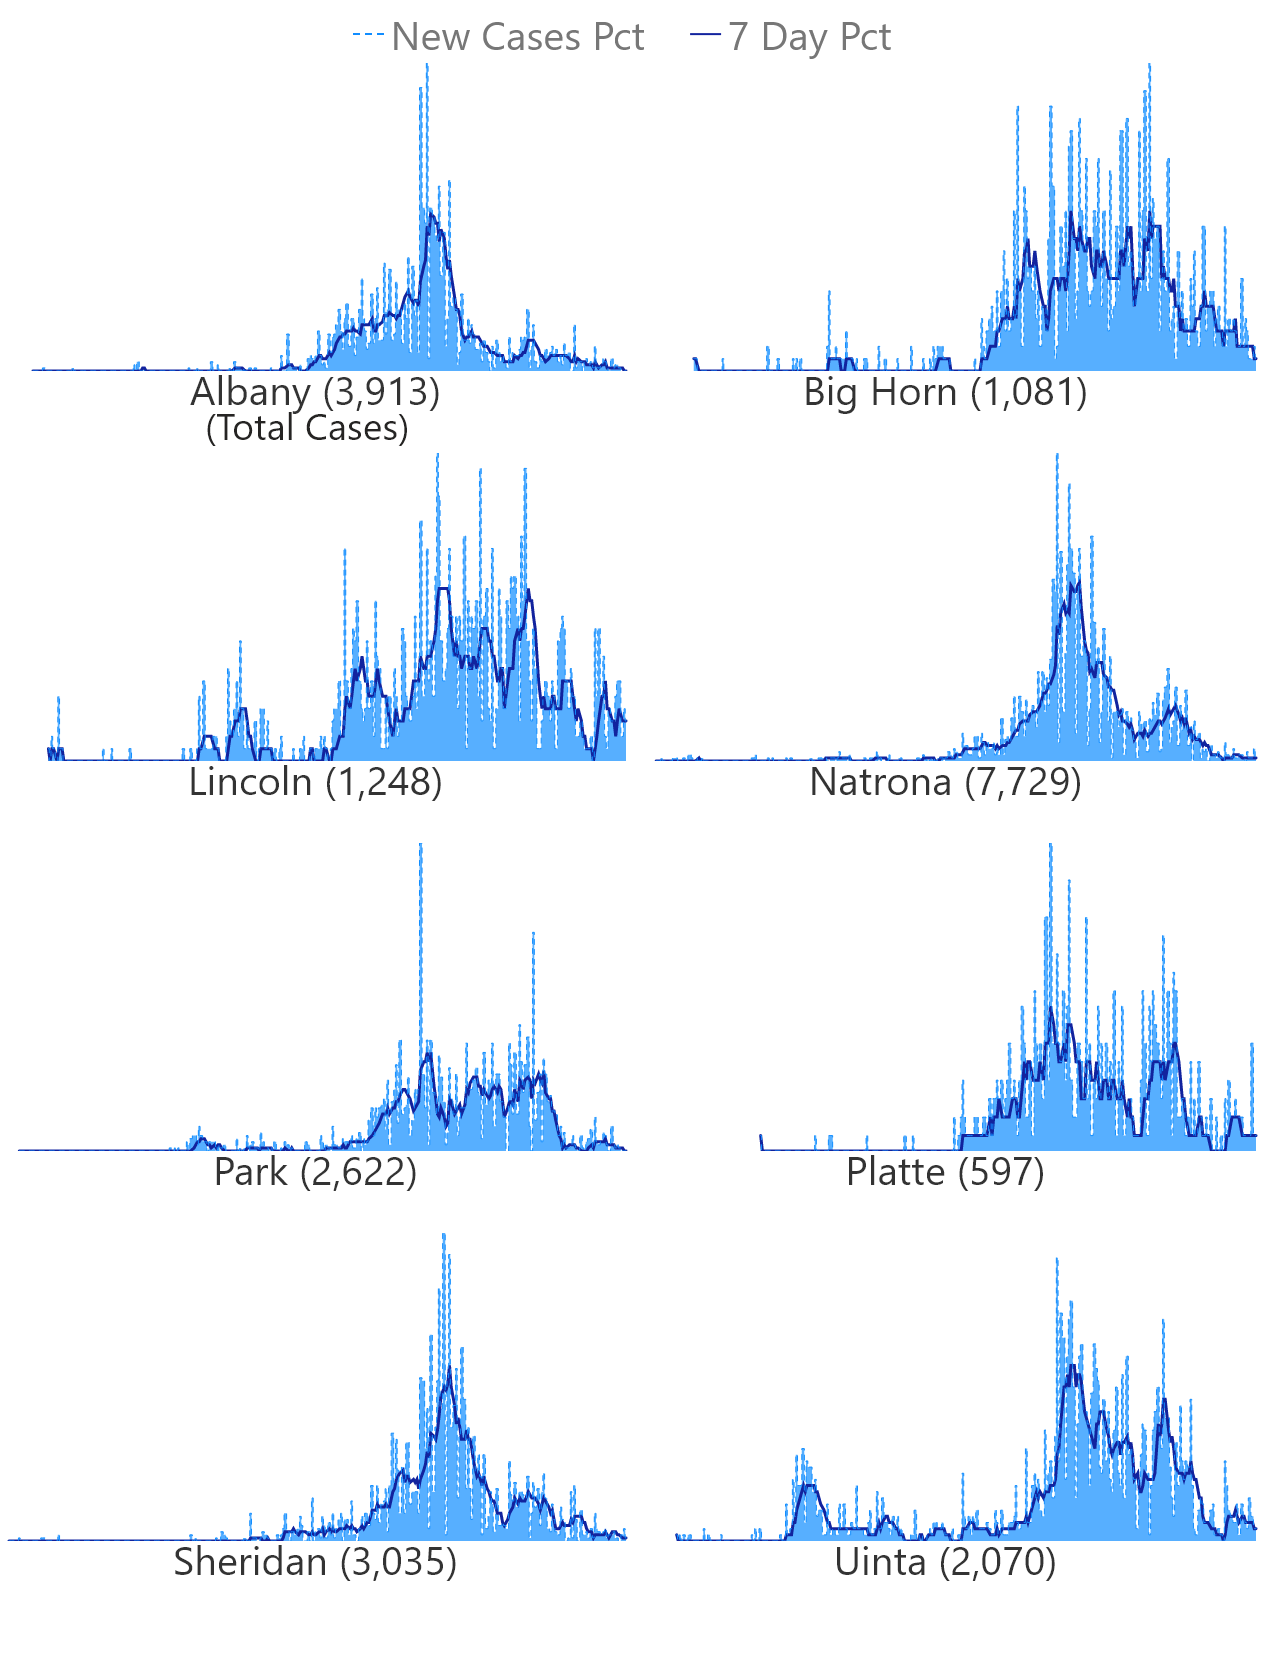 New Cases Pct 7 Day Pct
Albany (3,913) Big Horn (1,081)
(Total Cases)
Lincoln (1,248) Natrona (7,729)
Park (2,622) Platte (597)
Sheridan (3,035) Uinta (2,070)